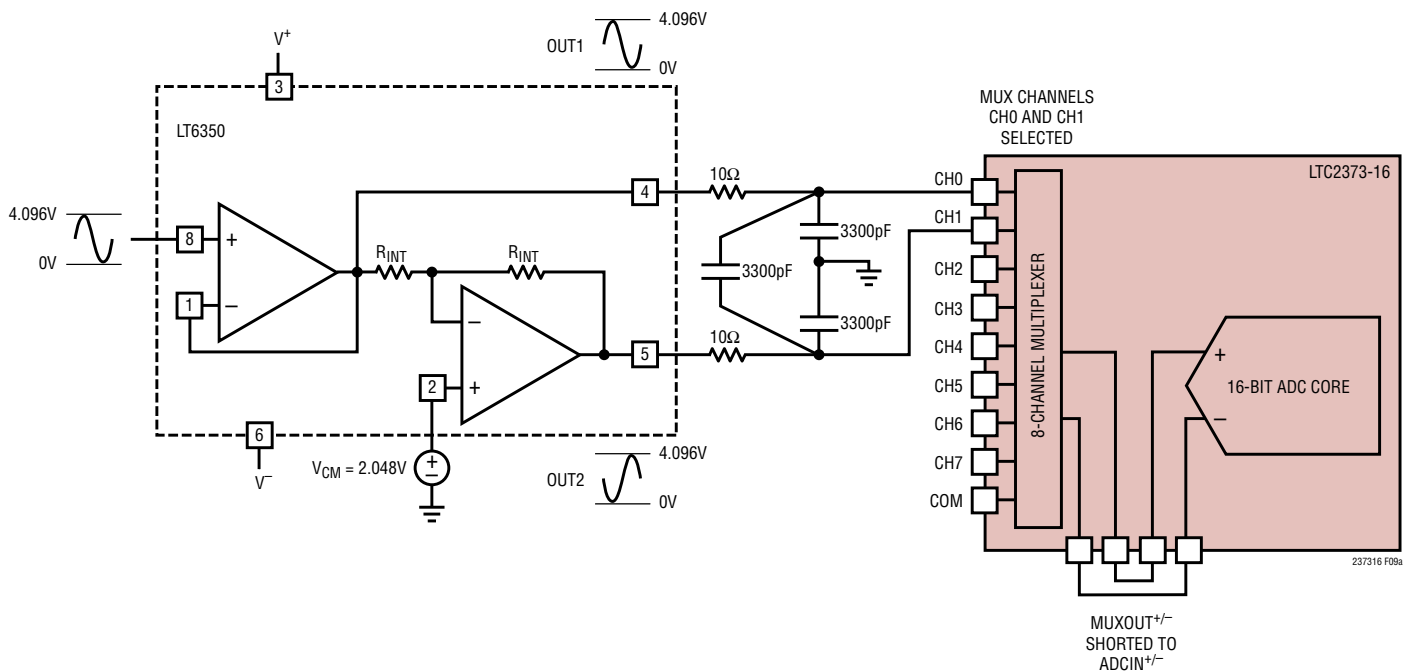 4.096V
OUT1
0V
V+
3
MUX CHANNELS
CH0 AND CH1
SELECTED
LT6350
LTC2373-16
4
10Ω
CH0
4.096V
0V
8
+
RINT
RINT
3300pF
CH1
1
–
3300pF
CH2
–
3300pF
CH3
5
10Ω
CH4
2
+
CH5
CH6
CH7
COM
8-CHANNEL MULTIPLEXER
+
16-BIT ADC CORE
–
6
V–
VCM = 2.048V
+
–
4.096V
OUT2
0V
237316 F09a
MUXOUT+/–
SHORTED TO
ADCIN+/–